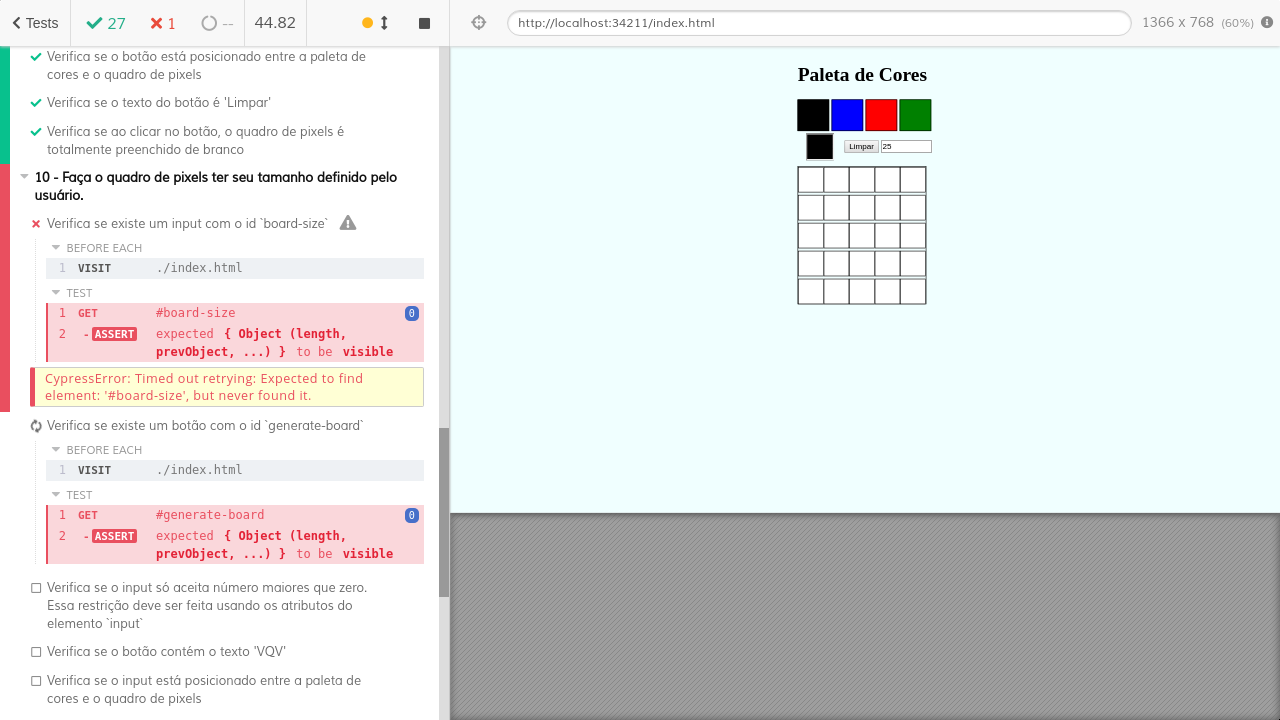 Tests 27 1 -- 44.82
http://localhost:34211/index.html 1366 x 768 (60%)
Verifica se o botão está posicionado entre a paleta de
cores e o quadro de pixels
Verifica se o texto do botão é 'Limpar'
Verifica se ao clicar no botão, o quadro de pixels é
totalmente preenchido de branco
10 - Faça o quadro de pixels ter seu tamanho definido pelo
usuário.
Verifica se existe um input com o id `board-size`
BEFORE EACH
1 VISIT ./index.html
TEST
1 GET #board-size 0
2 -ASSERT expected { Object (length,
prevObject, ...) } to be visible
CypressError: Timed out retrying: Expected to find
element: '#board-size', but never found it.
Verifica se existe um botão com o id `generate-board`
BEFORE EACH
1 VISIT ./index.html
TEST
1 GET #generate-board 0
2 -ASSERT expected { Object (length,
prevObject, ...) } to be visible
Verifica se o input só aceita número maiores que zero.
Essa restrição deve ser feita usando os atributos do
elemento `input`
Verifica se o botão contém o texto 'VQV'
Verifica se o input está posicionado entre a paleta de
cores e o quadro de pixels
Paleta de Cores
Limpar 25